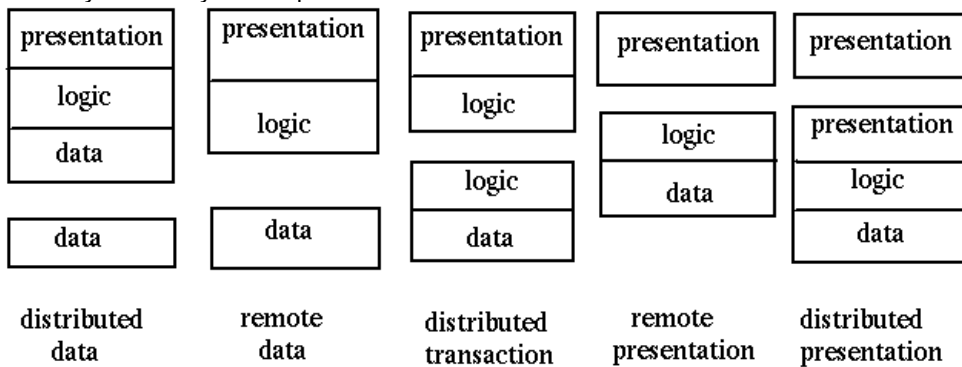 presentation
logic
data
data
distributed
data
presentation
logic
data
remote
data
presentation
logic
logic
data
distributed
transaction
presentation
logic
data
remote
presentation
presentation
presentation
logic
data
distributed
presentation